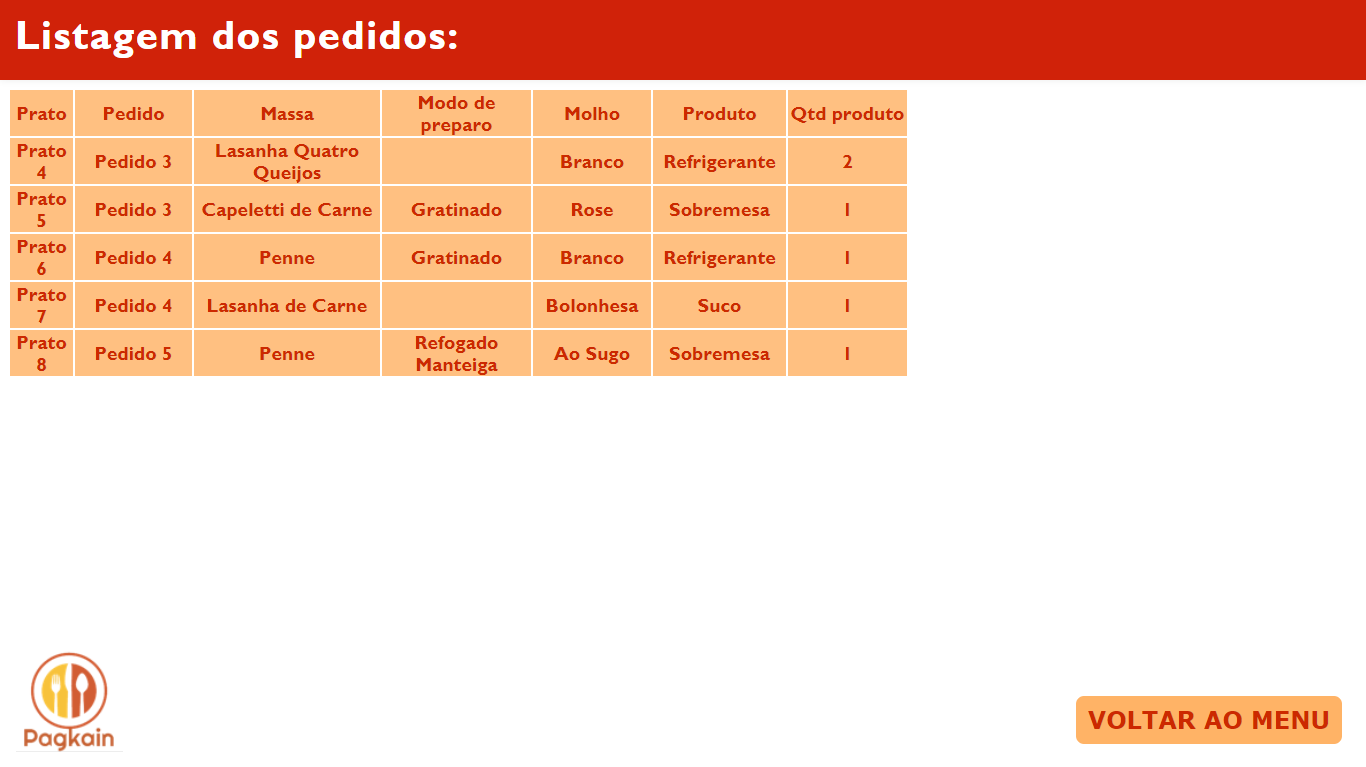 Listagem dos pedidos:
Prato Pedido Massa Modo de preparo Molho Produto Qtd produto
Prato 4 Pedido 3 Lasanha Quatro Queijos Branco Refrigerante 2
Prato 5 Pedido 3 Capeletti de Carne Gratinado Rose Sobremesa 1
Prato 6 Pedido 4 Penne Gratinado Branco Refrigerante 1
Prato 7 Pedido 4 Lasanha de Carne Bolonhesa Suco 1
Prato 8 Pedido 5 Penne Refogado Manteiga Ao Sugo Sobremesa 1
Pagkain
VOLTAR AO MENU